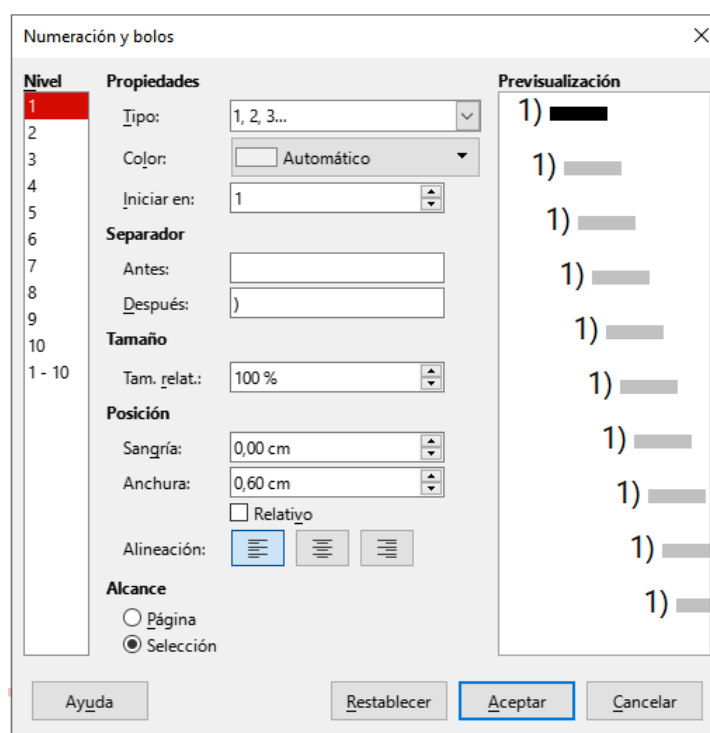 Numeración y bolos
Nivel
1
2
3
4
5
6
7
8
9
10
1 - 10
Propiedades
Tipo: 1, 2, 3...
Color: Automático
Iniciar en: 1
Separador
Antes:
Después: )
Tamaño
Tam. relat.: 100 %
Posición
Sangría: 0,00 cm
Anchura: 0,60 cm
Relativo
Alineación:
Alcance
Página
Selección
Previsualización
1)
1)
1)
1)
1)
1)
1)
1)
1)
1)
Ayuda Restablecer Aceptar Cancelar